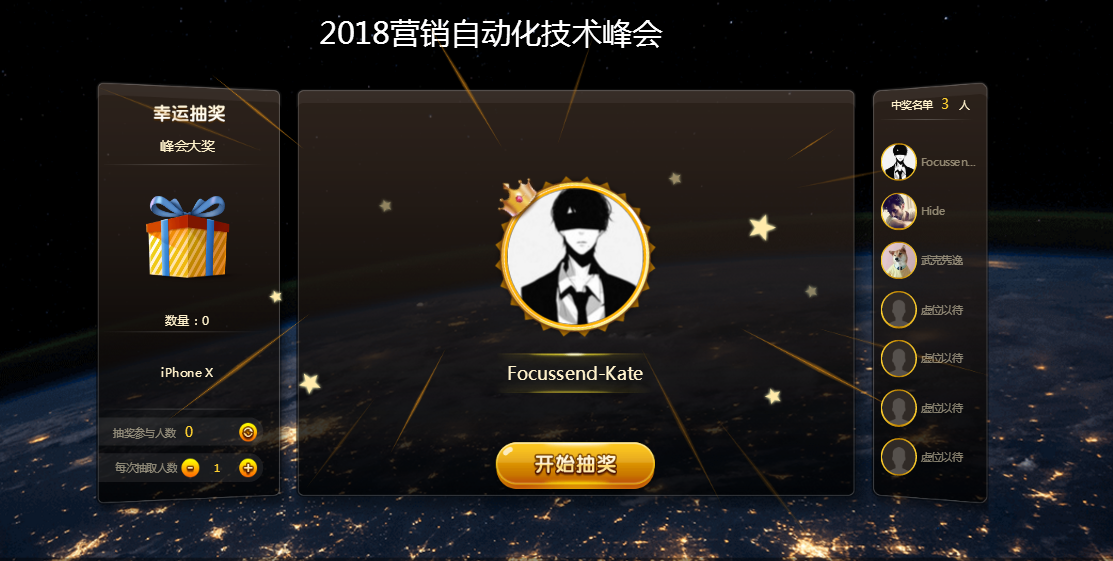 2018营销自动化技术峰会
幸运抽奖
峰会大奖
数量：0
iPhone X
抽奖参与人数 0
每次抽取人数 1
Focussend-Kate
开始抽奖
中奖名单 3 人
Focussen...
Hide
武克隽逸
虚位以待
虚位以待
虚位以待
虚位以待